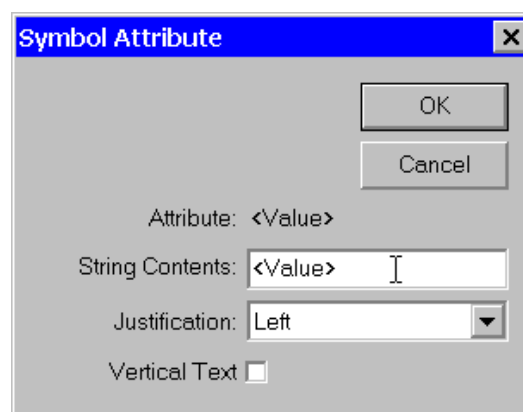 Symbol Attribute
OK
Cancel
Attribute: <Value>
String Contents: <Value>
Justification: Left
Vertical Text